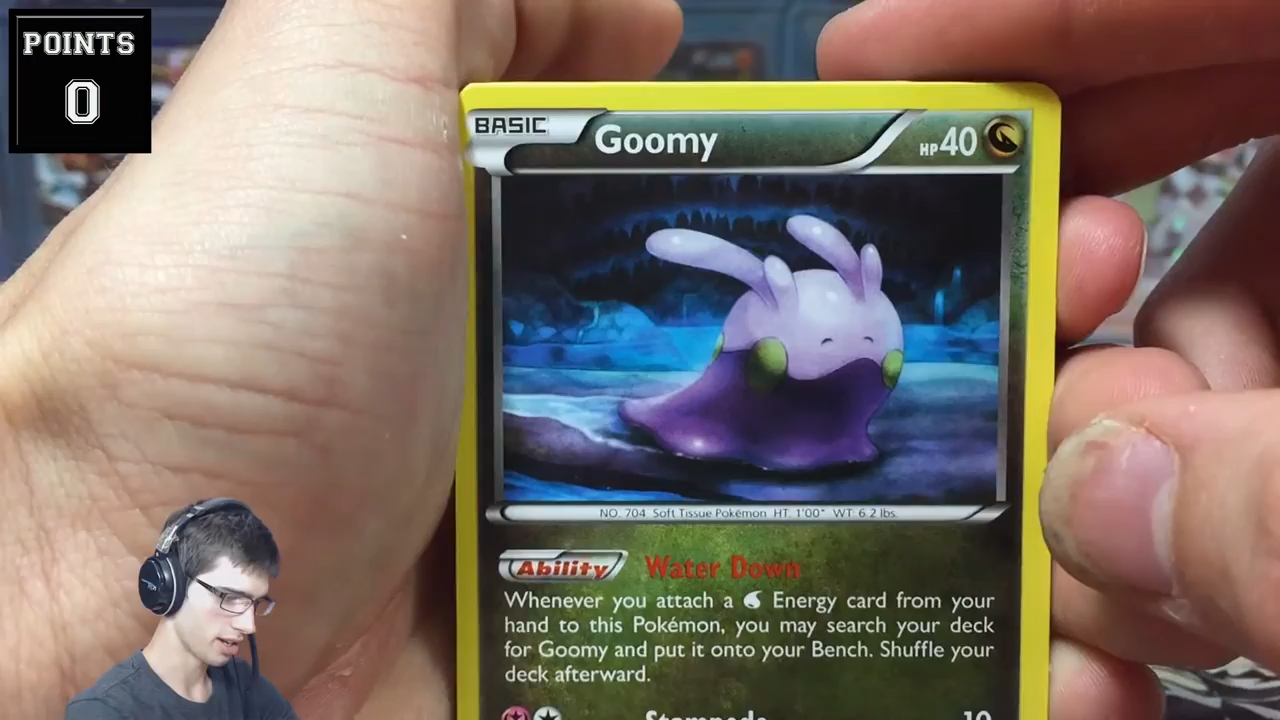 POINTS
0
BASIC Goomy HP 40
NO. 704 Soft Tissue Pokémon HT: 1'00" WT: 6.2 lbs.
Ability Water Down
Whenever you attach a Energy card from your
hand to this Pokémon, you may search your deck
for Goomy and put it onto your Bench. Shuffle your
deck afterward.
Stampede 10